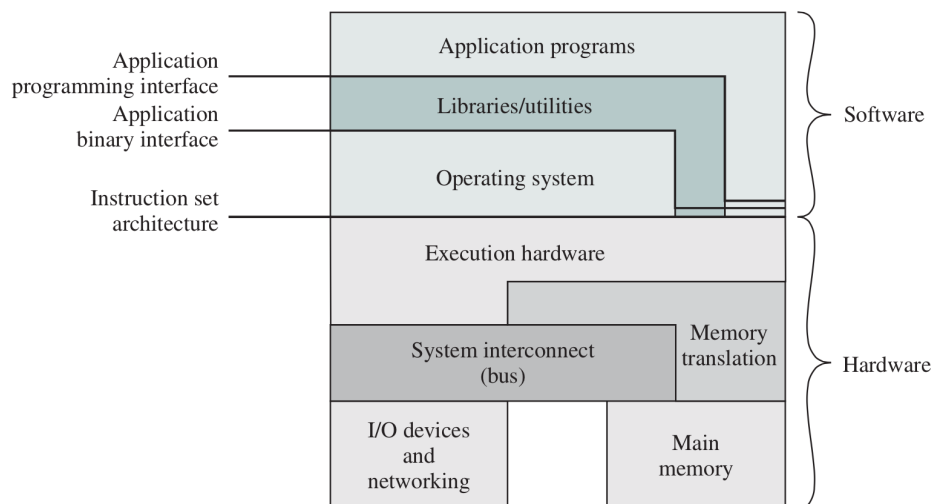 Application programs
Application
programming interface
Libraries/utilities
Software
Application
binary interface
Operating system
Instruction set
architecture
Execution hardware
Memory
translation
System interconnect
(bus)
Hardware
I/O devices
and
networking
Main
memory